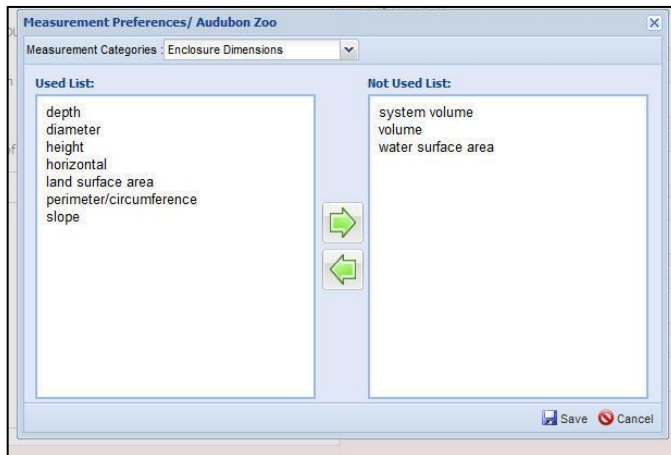 Measurement Preferences/ Audubon Zoo
Measurement Categories : Enclosure Dimensions
Used List:
depth
diameter
height
horizontal
land surface area
perimeter/circumference
slope
Not Used List:
system volume
volume
water surface area
Save Cancel